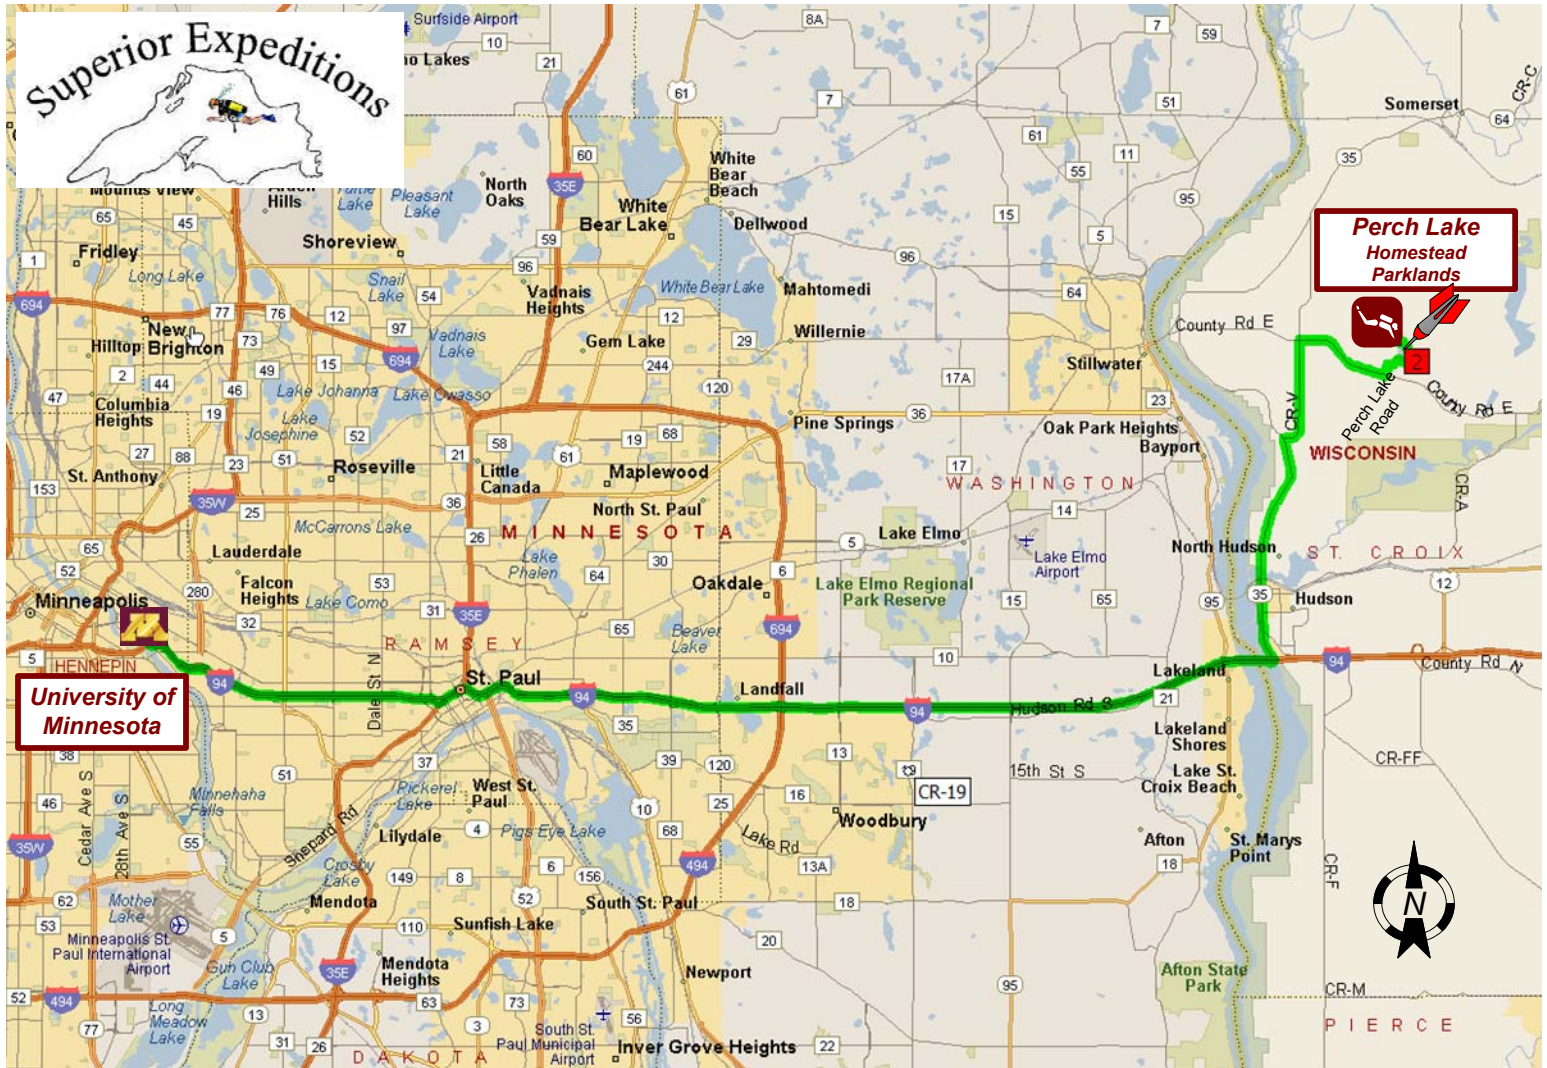 Superior Expeditions
Surfside Airport
8A
7
59
10
no Lakes
21
61
7
51
CR-C
Somerset
64
60
White
Bear
Beach
61
11
35
Mounds View
Arden
Hills
Turtle
Lake
Pleasant
Lake
North
Oaks
35E
White
Bear Lake
55
95
65
45
Dellwood
15
Perch Lake
Homestead
Parklands
Fridley
1
Shoreview
59
5
Long Lake
Snail
Lake
96
96
54
Vadnais
Heights
White Bear Lake
Mahtomedi
64
694
77
76
12
97
12
Willernie
County Rd E
New
Brighton
Hilltop
73
Vadnais
Lake
Gem Lake
29
694
Stillwater
2
49
15
244
2
44
46
Lake Johanna
Lake Owasso
120
17A
23
Perch Lake
Road
County Rd E
47
Columbia
Heights
19
Lake
Josephine
52
Pine Springs
36
Oak Park Heights
Bayport
CR-V
27
88
58
19
68
WISCONSIN
St. Anthony
23
51
Roseville
21
Little
Canada
61
Maplewood
17
WASHINGTON
CR-A
153
35W
25
36
North St. Paul
14
McCarrons Lake
26
MINNESOTA
65
Lauderdale
Lake
Phalen
30
5
Lake Elmo
Lake Elmo
Airport
North Hudson
ST. CROIX
52
Falcon
Heights
53
64
Oakdale
6
Lake Elmo Regional
Park Reserve
12
Minneapolis
280
Lake Como
31
35E
15
65
95
35
Hudson
32
65
Beaver
Lake
694
RAMSEY
5
HENNEPIN
M
10
94
County Rd N
94
Dale St N
St. Paul
94
Landfall
94
Hudson Rd S
21
Lakeland
University of
Minnesota
35
Lakeland
Shores
38
51
37
39
120
13
19
15th St S
CR-FF
46
Cedar Ave S
28th Ave S
Minnehaha
Falls
Pickerel
Lake
West St.
Paul
10
25
16
CR-19
Lake St.
Croix Beach
35W
55
Shepard Rd
Lilydale
4
Pigs Eye Lake
68
Lake Rd
Woodbury
Afton
St. Marys
Point
Crosby
Lake
149
8
6
156
494
13A
18
CR-F
62
Mother
Lake
Mendota
52
South St. Paul
18
N
53
5
110
Sunfish Lake
20
Minneapolis St.
Paul International
Airport
Gun Club
Lake
35E
Mendota
Heights
Newport
95
Afton State
Park
52
494
63
73
CR-M
77
Long
Meadow
Lake
13
3
South St.
Paul Municipal
Airport
56
PIERCE
31
26
DAKOTA
Inver Grove Heights
22